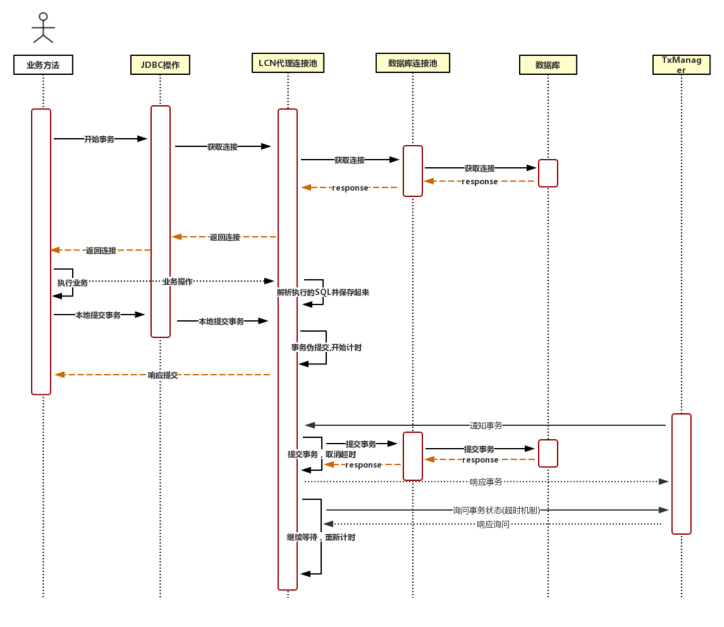 业务方法
JDBC操作
LCN代理连接池
数据库连接池
数据库
TxManag
er
开始事务
获取连接
获取连接
获取连接
response
response
返回连接
返回连接
执行业务
业务操作
解析执行的SQL并保存起来
本地提交事务
本地提交事务
事务伪提交,开始计时
响应提交
通知事务
提交事务
提交事务
提交事务，取消超时
response
response
响应事务
询问事务状态(超时机制)
响应询问
继续等待，重新计时